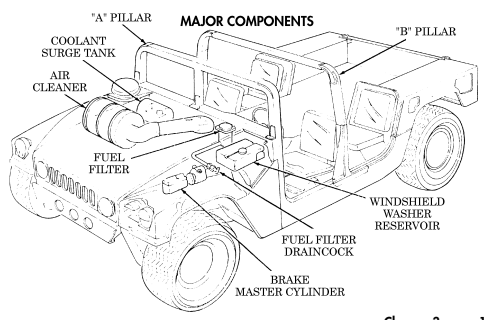 MAJOR COMPONENTS
"A" PILLAR
"B" PILLAR
COOLANT
SURGE TANK
AIR
CLEANER
FUEL
FILTER
WINDSHIELD
WASHER
RESERVOIR
FUEL FILTER
DRAINCOCK
BRAKE
MASTER CYLINDER